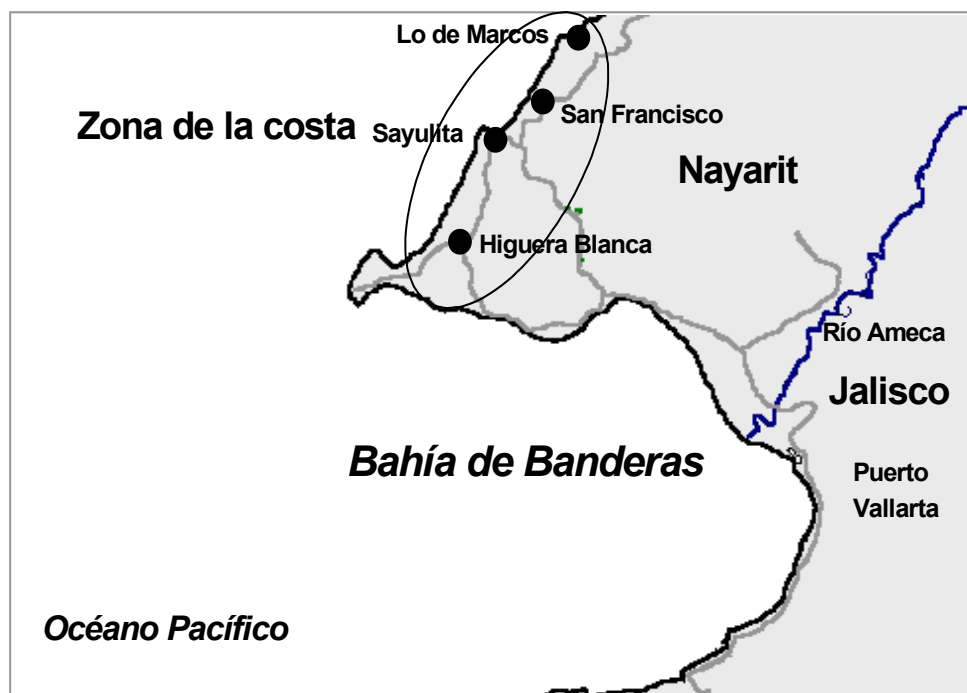 Lo de Marcos
San Francisco
Zona de la costa
Sayulita
Nayarit
Higuera Blanca
Río Ameca
Jalisco
Bahía de Banderas
Puerto
Vallarta
Océano Pacífico